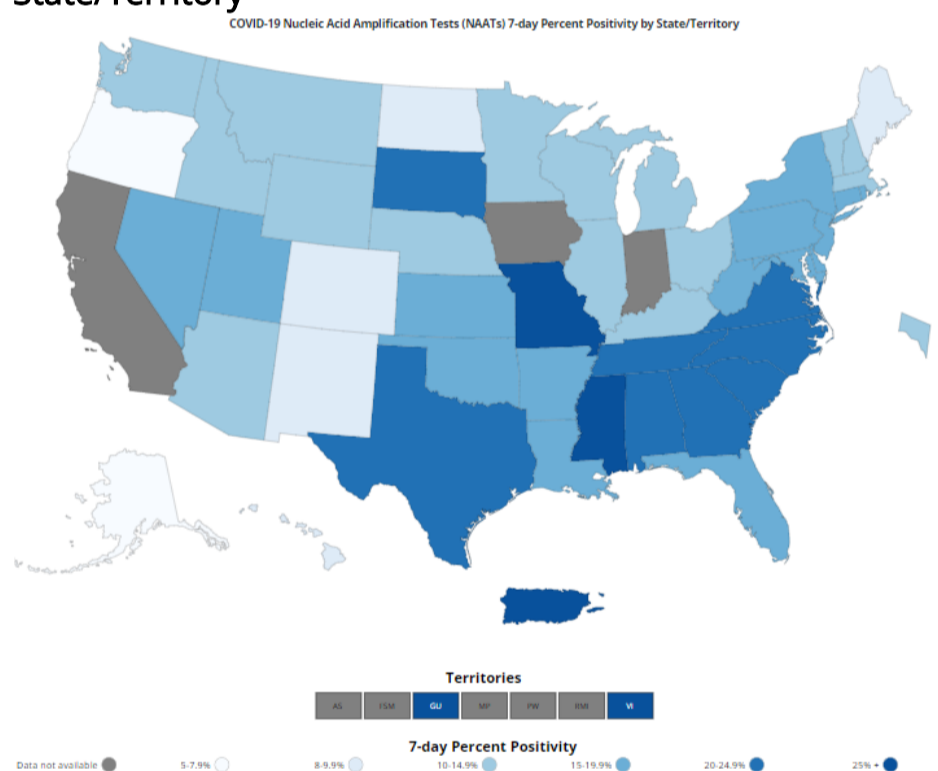 State/Territory
COVID-19 Nucleic Acid Amplification Tests (NAATs) 7-day Percent Positivity by State/Territory
Territories
AS FSM GU MP PW RMI VI
7-day Percent Positivity
Data not available 5-7.9% 8-9.9% 10-14.9% 15-19.9% 20-24.9% 25% +